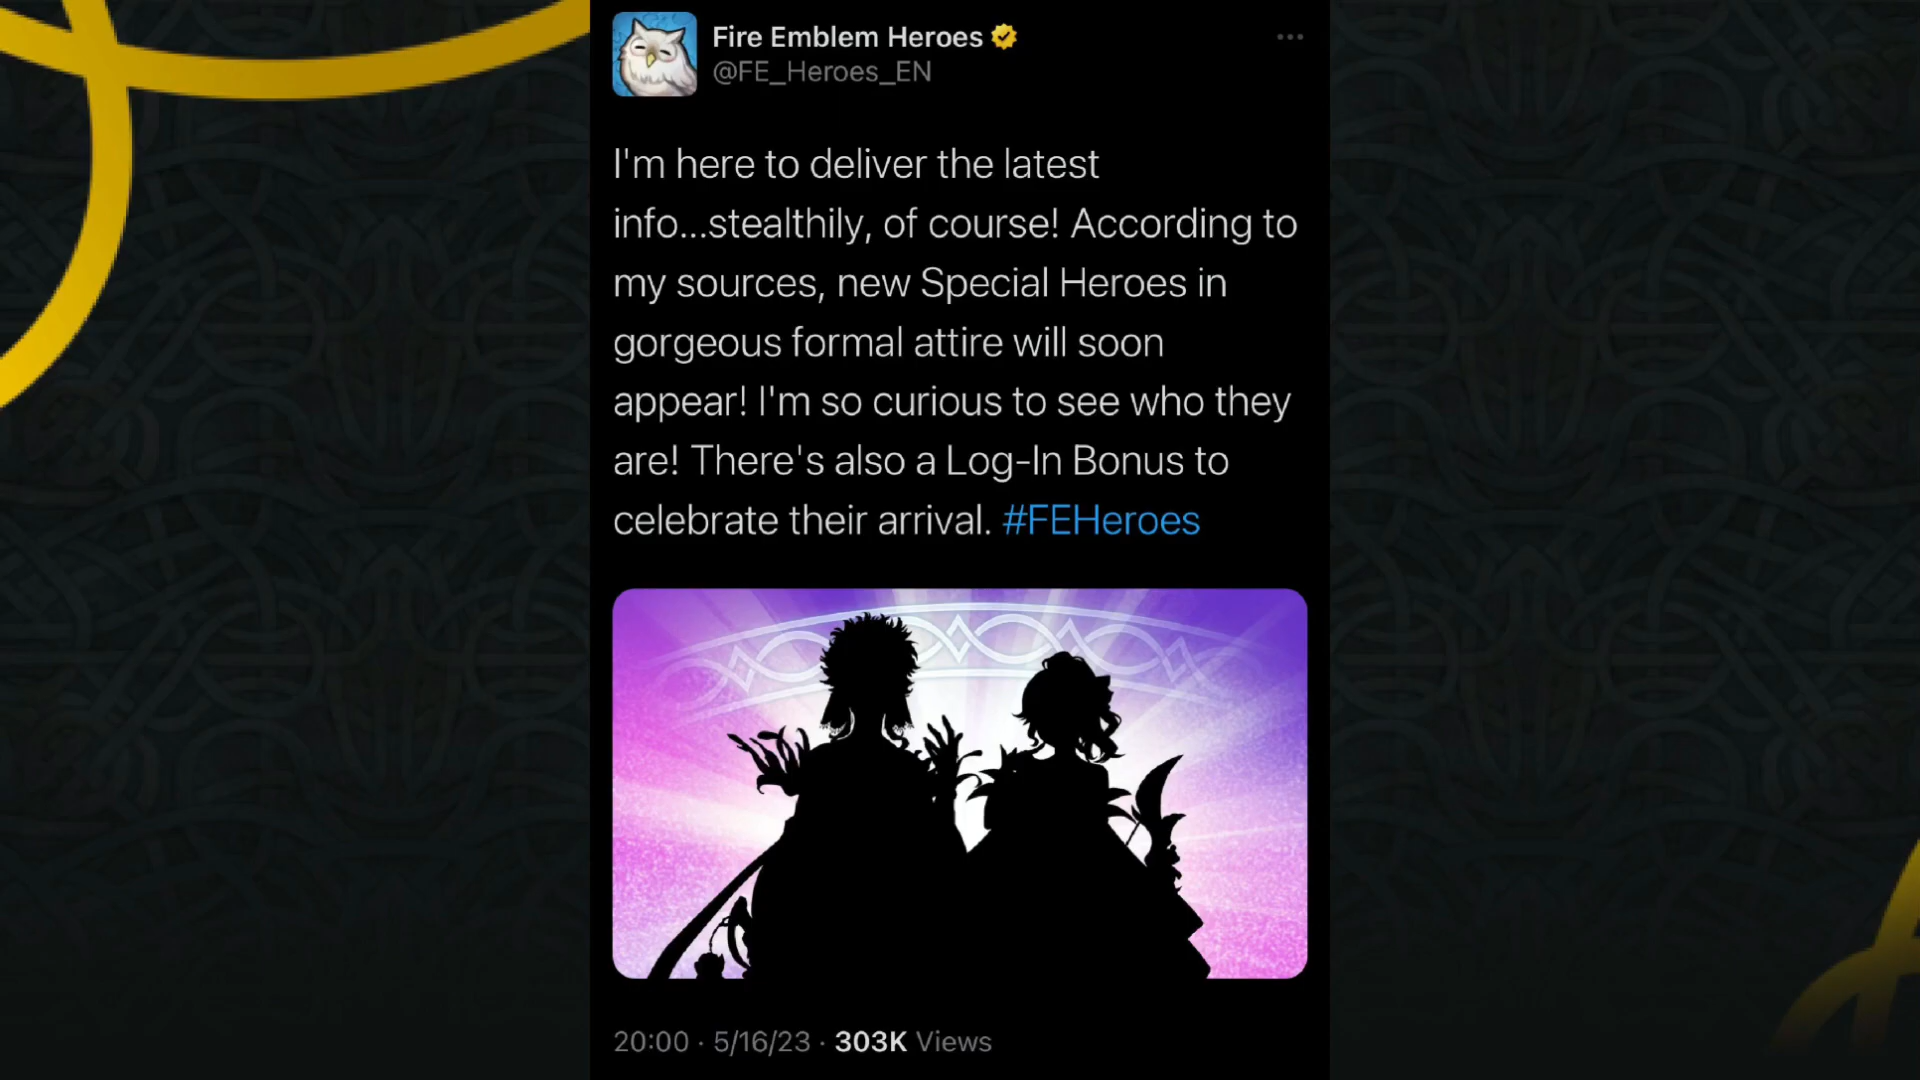 Fire Emblem Heroes
@FE_Heroes_EN
I'm here to deliver the latest
info...stealthily, of course! According to
my sources, new Special Heroes in
gorgeous formal attire will soon
appear! I'm so curious to see who they
are! There's also a Log-In Bonus to
celebrate their arrival. #FEHeroes
20:00 · 5/16/23 · 303K Views